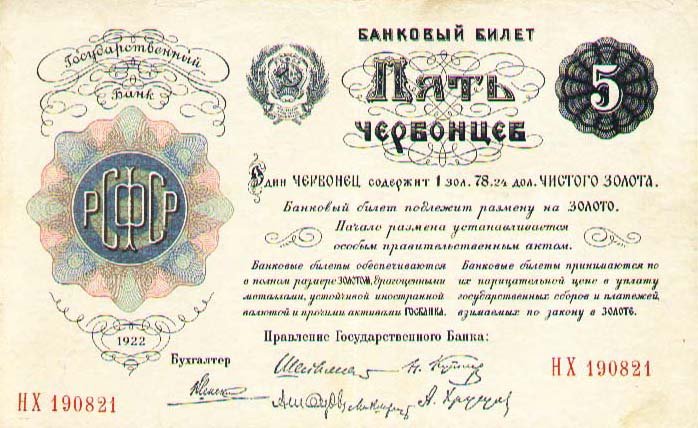 Государственный
Банк
РСФСР
1922
БАНКОВЫЙ БИЛЕТ
ПЯТЬ
ЧЕРВОНЦЕВ
5
Один ЧЕРВОНЕЦ содержит 1 зол. 78.24 дол. ЧИСТОГО ЗОЛОТА.
Банковый билет подлежит размену на ЗОЛОТО.
Начало размена устанавливается
особым правительственным актом.
Банковые билеты обеспечиваются
в полном размере ЗОЛОТОМ, драгоценными
металлами, устойчивой иностранной
валютой и прочими активами ГОСБАНКА.
Банковые билеты принимаются по
их нарицательной цене в уплату
государственных сборов и платежей,
взимаемых по закону в ЗОЛОТЕ.
Правление Государственного Банка:
Бухгалтер
НХ 190821
НХ 190821